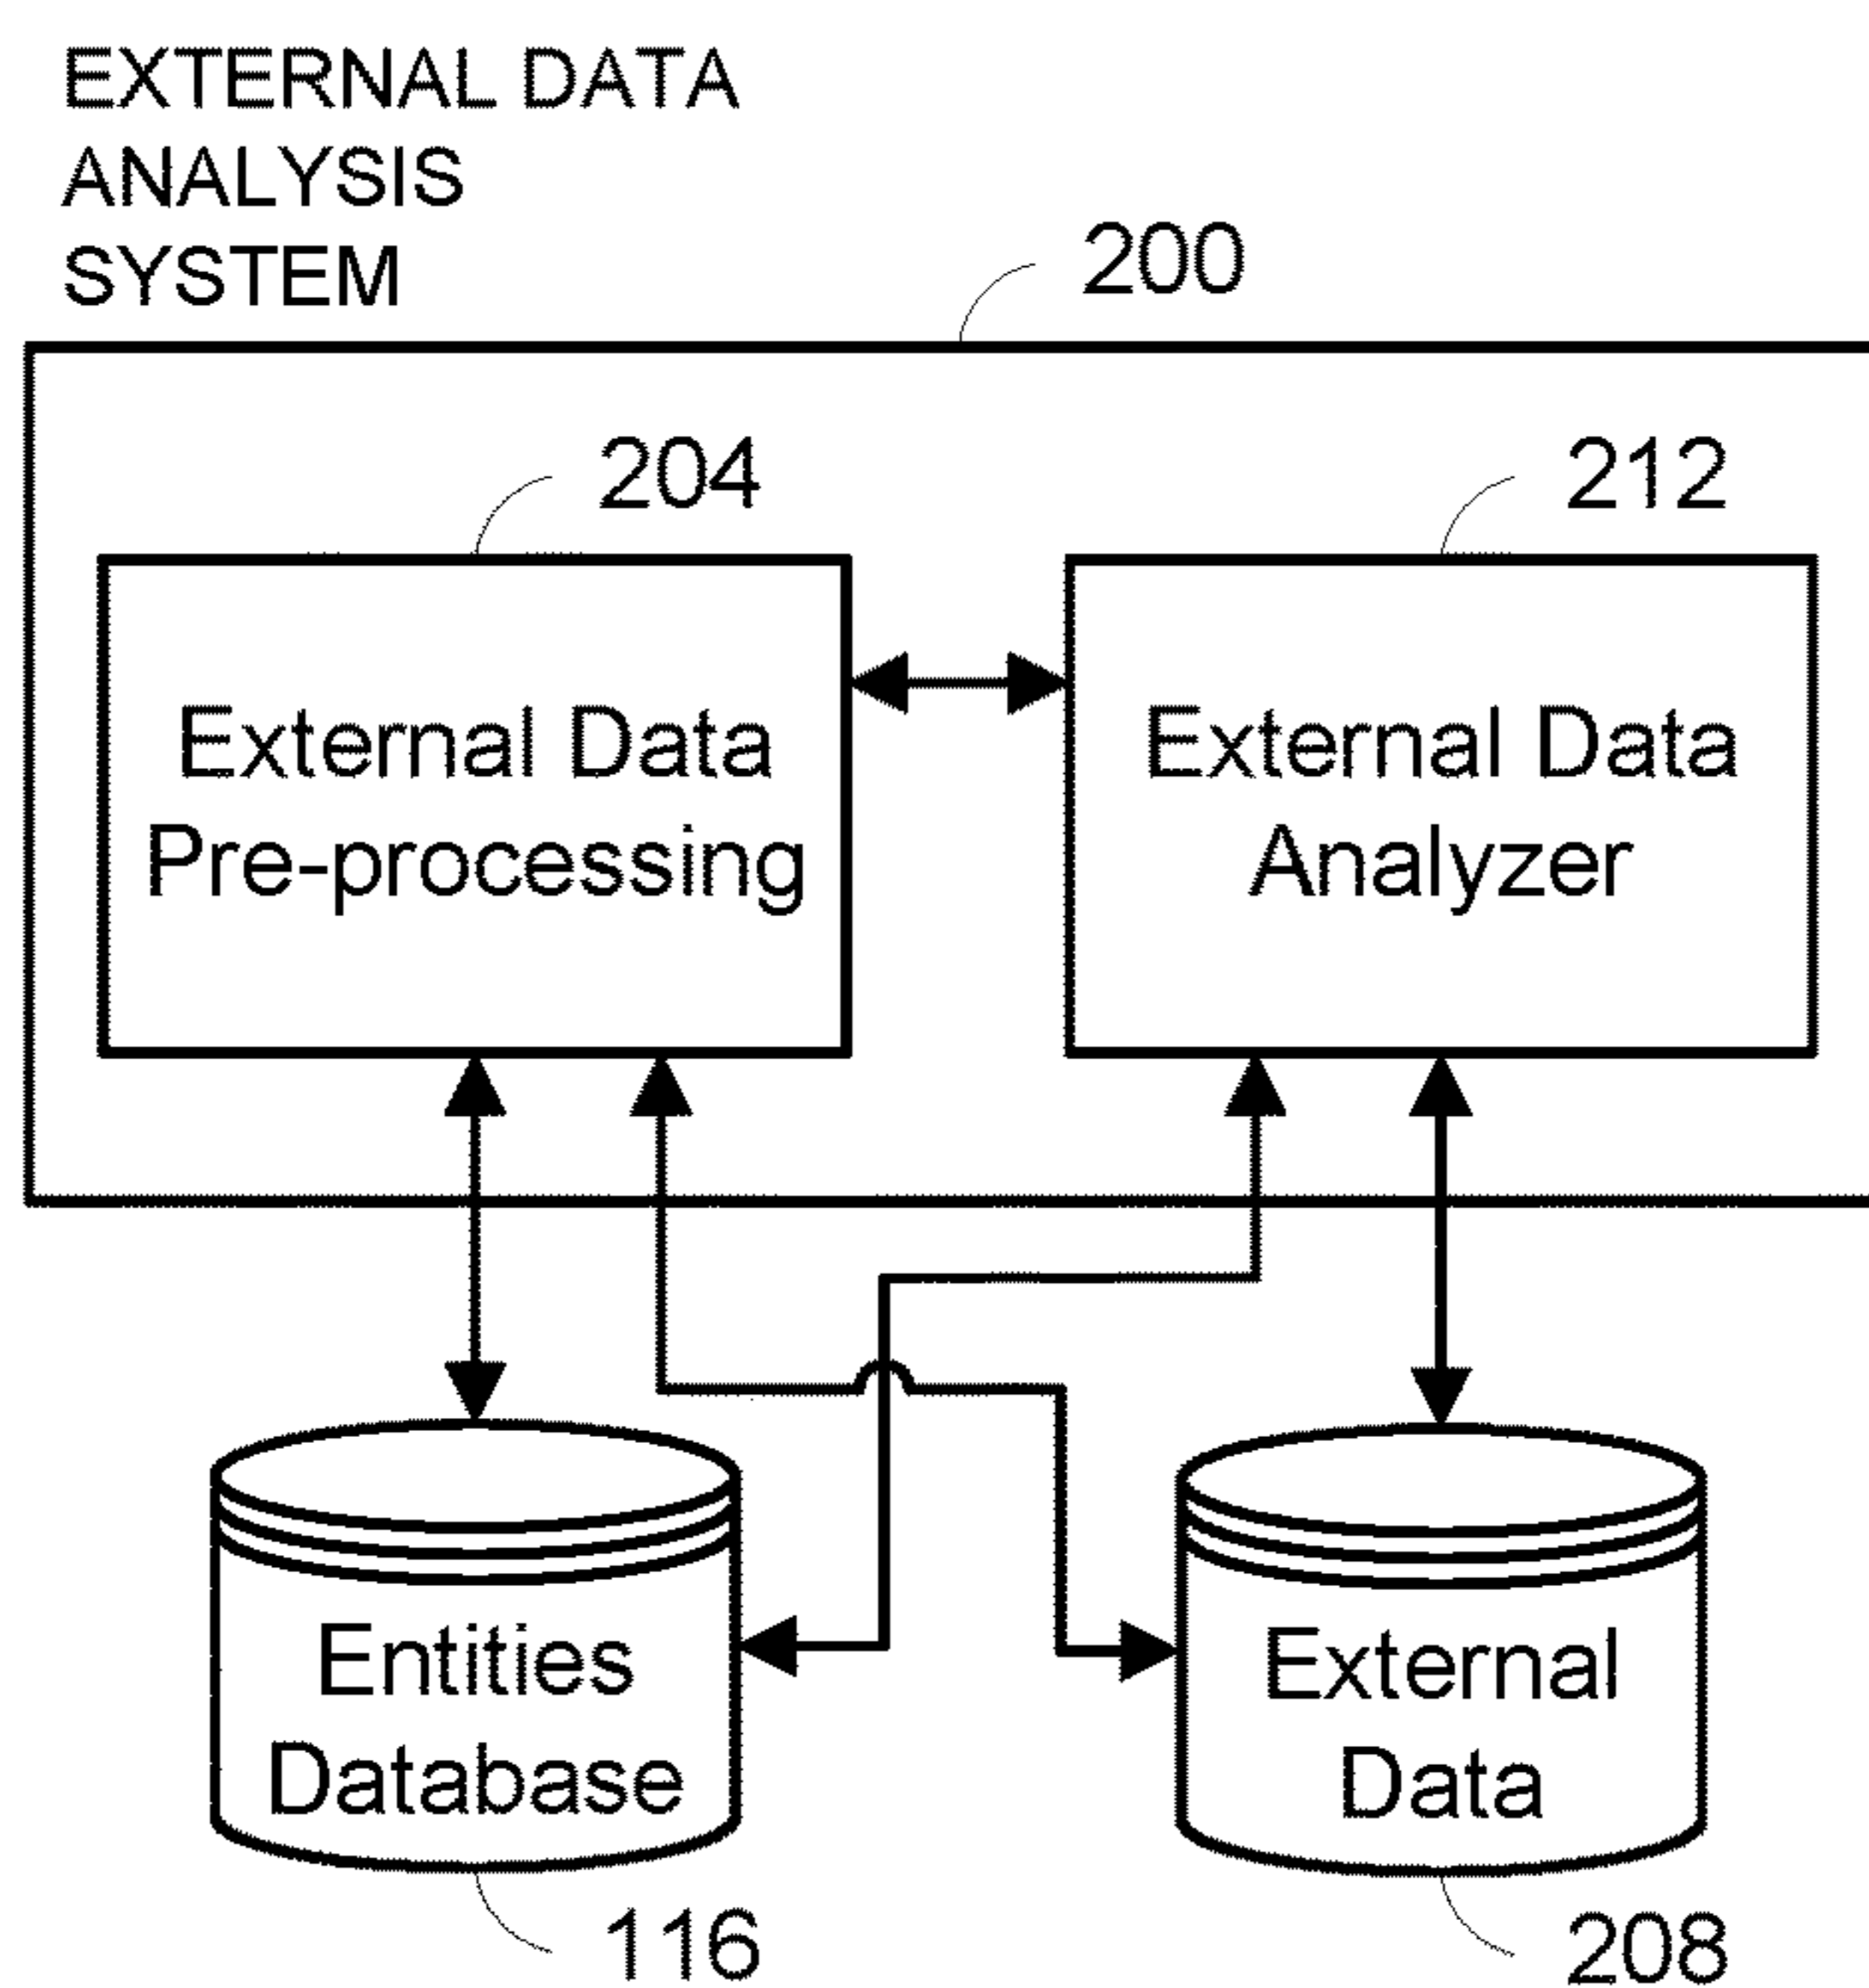 EXTERNAL DATA
ANALYSIS
SYSTEM
200
204
212
External Data
Pre-processing
External Data
Analyzer
Entities
Database
External
Data
116
208